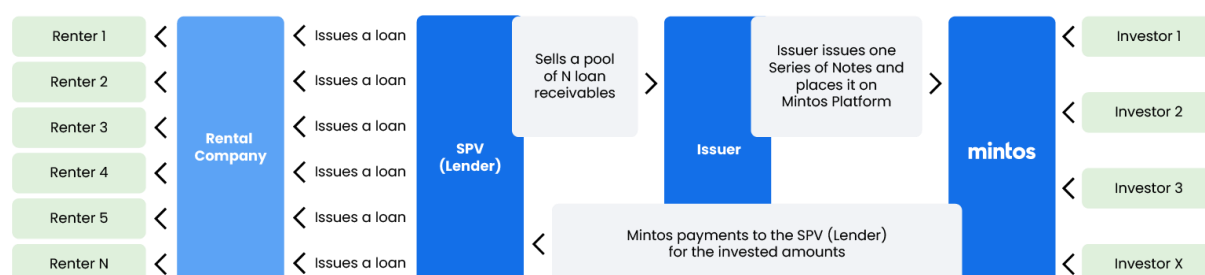 Renter 1
Renter 2
Renter 3
Renter 4
Renter 5
Renter N
Rental
Company
Issues a loan
Issues a loan
Issues a loan
Issues a loan
Issues a loan
Issues a loan
SPV
(Lender)
Sells a pool
of N loan
receivables
Issuer
Issuer issues one
Series of Notes and
places it on
Mintos Platform
mintos
Mintos payments to the SPV (Lender)
for the invested amounts
Investor 1
Investor 2
Investor 3
Investor X